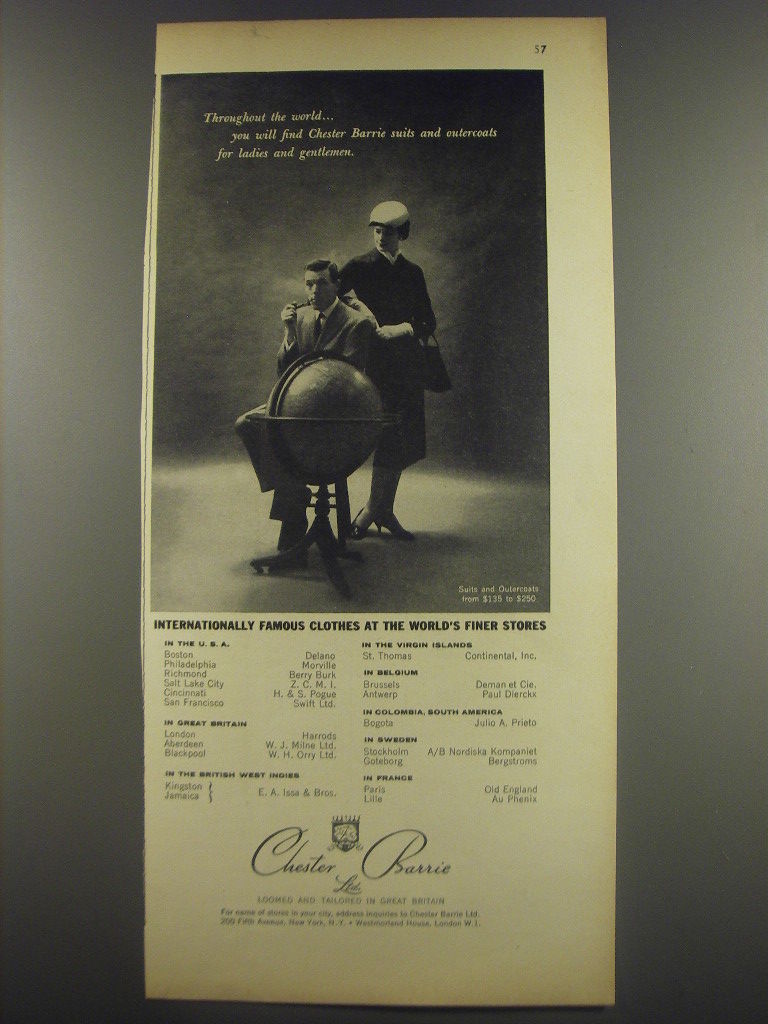 57
Throughout the world...
you will find Chester Barrie suits and outercoats
for ladies and gentlemen.
Suits and Outercoats
from $135 to $250
INTERNATIONALLY FAMOUS CLOTHES AT THE WORLD'S FINER STORES
IN THE U. S. A.
Boston Delano
Philadelphia Morville
Richmond Berry Burk
Salt Lake City Z. C. M. I.
Cincinnati H. & S. Pogue
San Francisco Swift Ltd.
IN GREAT BRITAIN
London Harrods
Aberdeen W. J. Milne Ltd.
Blackpool W. H. Orry Ltd.
IN THE BRITISH WEST INDIES
Kingston
Jamaica } E. A. Issa & Bros.
IN THE VIRGIN ISLANDS
St. Thomas Continental, Inc.
IN BELGIUM
Brussels Deman et Cie.
Antwerp Paul Dierckx
IN COLOMBIA, SOUTH AMERICA
Bogota Julio A. Prieto
IN SWEDEN
Stockholm A/B Nordiska Kompaniet
Goteborg Bergstroms
IN FRANCE
Paris Old England
Lille Au Phenix
Chester Barrie
Ltd.
LOOMED AND TAILORED IN GREAT BRITAIN
For name of stores in your city, address inquiries to Chester Barrie Ltd.
200 Fifth Avenue, New York, N.Y. • Westmorland House, London W.1.